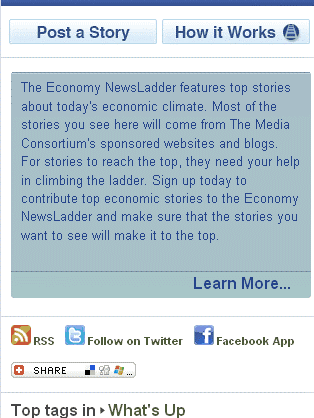 Post a Story How it Works
The Economy NewsLadder features top stories
about today's economic climate. Most of the
stories you see here will come from The Media
Consortium's sponsored websites and blogs.
For stories to reach the top, they need your help
in climbing the ladder. Sign up today to
contribute top economic stories to the Economy
NewsLadder and make sure that the stories you
want to see will make it to the top.
Learn More...
RSS Follow on Twitter Facebook App
SHARE
Top tags in What's Up